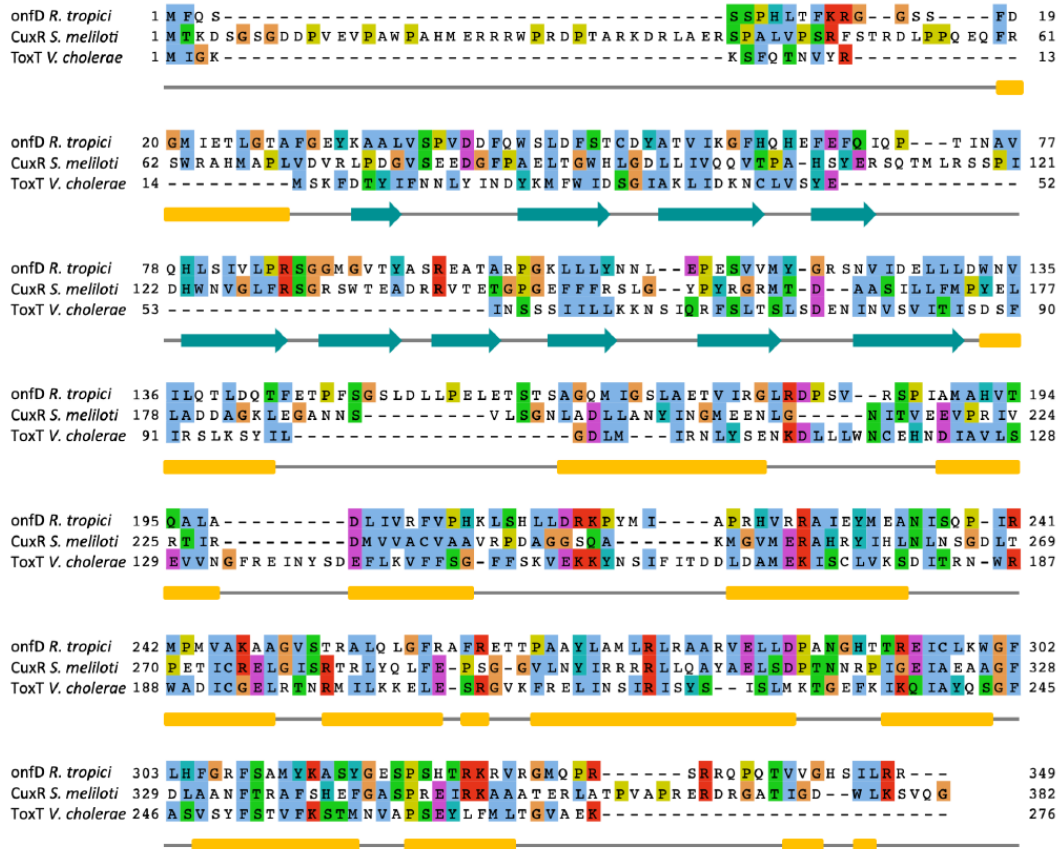 onfD R. tropici 1 MFQS------------------------------------SSPHLTFKRG--GSS----FD 19
CuxR S. meliloti 1 MTKDSGSGDDPVEVPAWPAHMERRRWPRDPTARKDRLAERSPALVPSRFSTRDLPPQEQFR 61
ToxT V. cholerae 1 MIGK------------------------------------KSFQTNVYR------------ 13
onfD R. tropici 20 GMIETLGTAFGEYKAALVSPVDDFQWSLDFSTCDYATVIKGFHQHEFEFQIQP---TINAV 77
CuxR S. meliloti 62 SWRAHMAPLVDVRLPDGVSEEDGFPAELTGWHLGDLLIVQQVTPA-HSYERSQTMLRSSPI 121
ToxT V. cholerae 14 ---------MSKFDTYIFNNLYINDYKMFWIDSGIAKLIDKNCLVSYE------------- 52
onfD R. tropici 78 QHLSIVLPRSGGMGVTYASREATARPGKLLLYNNL--EPESVVMY-GRSNVIDELLLDWNV 135
CuxR S. meliloti 122 DHWNVGLFRSGRSWTEADRRVTETGPGEFFFRSLG--YPYRGRMT-D--AASILLFMPYEL 177
ToxT V. cholerae 53 -----------------------INSSSIILLKKNSIQRFSLTSLSDENINVSVITISDSF 90
onfD R. tropici 136 ILQTLDQTFETPFSGSLDLLPELETSTSAGQMIGSLAETVIRGLRDPSV--RSPIAMAHVT 194
CuxR S. meliloti 178 LADDAGKLEGANNS---------VLSGNLADLLANYINGMEENLG-----NITVEEVPRIV 224
ToxT V. cholerae 91 IRSLKSYIL--------------------GDLM---IRNLYSENKDLLLWNCEHNDIAVLS 128
onfD R. tropici 195 QALA---------DLIVRFVPHKLSHLLDRKPYMI----APRHVRRAIEYMEANISQP-IR 241
CuxR S. meliloti 225 RTIR---------DMVVACVAAVRPDAGGSQA-------KMGVMERAHRYIHLNLNSGDLT 269
ToxT V. cholerae 129 EVVNGFREINYSDEFLKVFFSG-FFSKVEKKYNSIFITDDLDAMEKISCLVKSDITRN-WR 187
onfD R. tropici 242 MPMVAKAAGVSTRALQLGFRAFRETTPAAYLAMLRLRAARVELLDPANGHTTREICLKWGF 302
CuxR S. meliloti 270 PETICRELGISRTRLYQLFE-PSG-GVLNYIRRRRLLQAYAELSDPTNNRPIGEIAEAAGF 328
ToxT V. cholerae 188 WADICGELRTNRMILKKELE-SRGVKFRELINSIRISYS--ISLMKTGEFKIKQIAYQSGF 245
onfD R. tropici 303 LHFGRFSAMYKASYGESPSHTRKRVRGMQPR------SRRQPQTVVGHSILRR--- 349
CuxR S. meliloti 329 DLAANFTRAFSHEFGASPREIRKAAATERLATPVAPRERDRGATIGD--WLKSVQG 382
ToxT V. cholerae 246 ASVSYFSTVFKSTMNVAPSEYLFMLTGVAEK------------------------- 276